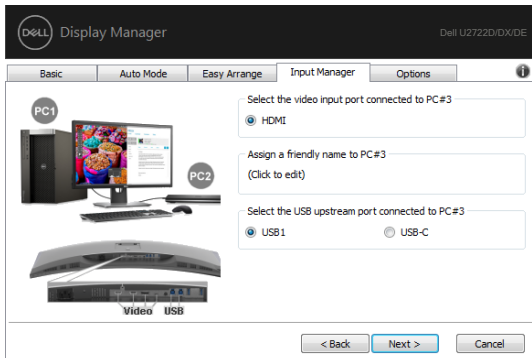 DELL Display Manager
Dell U2722D/DX/DE
Basic Auto Mode Easy Arrange Input Manager Options
PC1
PC2
Video USB
Select the video input port connected to PC#3
HDMI
Assign a friendly name to PC#3
(Click to edit)
Select the USB upstream port connected to PC#3
USB1 USB-C
< Back Next > Cancel